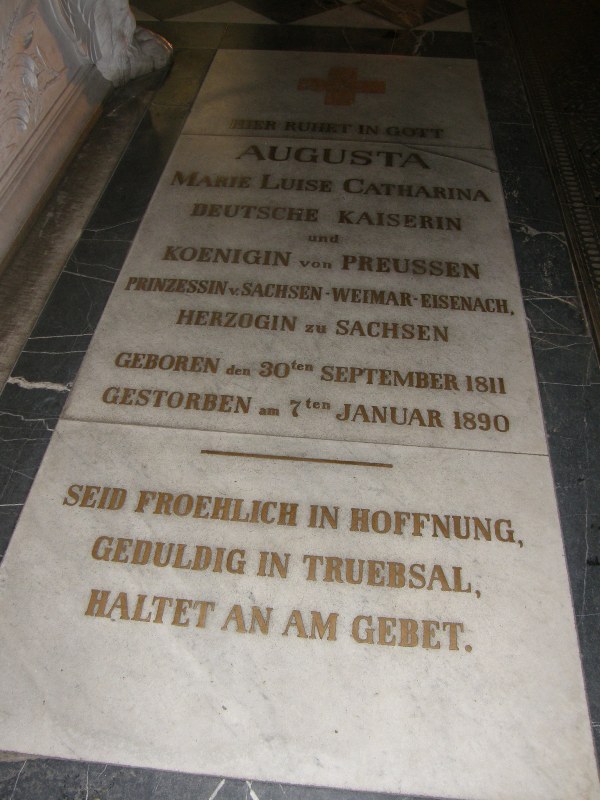 HIER RUHET IN GOTT
AUGUSTA
MARIE LUISE CATHARINA
DEUTSCHE KAISERIN
und
KOENIGIN von PREUSSEN
PRINZESSIN v. SACHSEN-WEIMAR-EISENACH,
HERZOGIN zu SACHSEN
GEBOREN den 30ten SEPTEMBER 1811
GESTORBEN am 7ten JANUAR 1890
SEID FROEHLICH IN HOFFNUNG,
GEDULDIG IN TRUEBSAL,
HALTET AN AM GEBET.